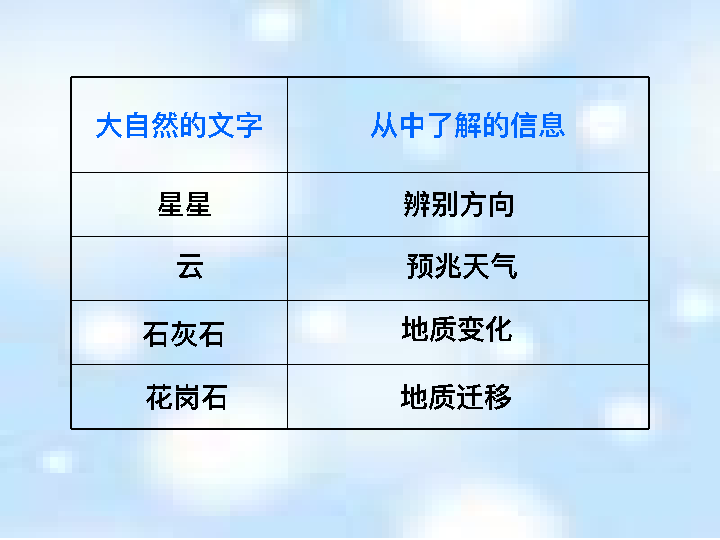 大自然的文字 从中了解的信息
星星 辨别方向
云 预兆天气
石灰石 地质变化
花岗石 地质迁移